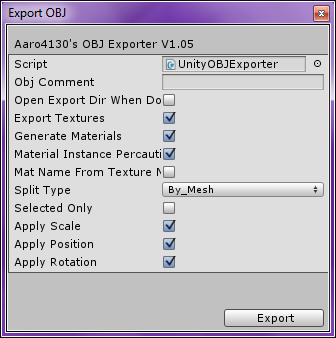 Export OBJ
Aaro4130's OBJ Exporter V1.05
Script UnityOBJExporter
Obj Comment
Open Export Dir When Do
Export Textures
Generate Materials
Material Instance Percauti
Mat Name From Texture N
Split Type By_Mesh
Selected Only
Apply Scale
Apply Position
Apply Rotation
Export